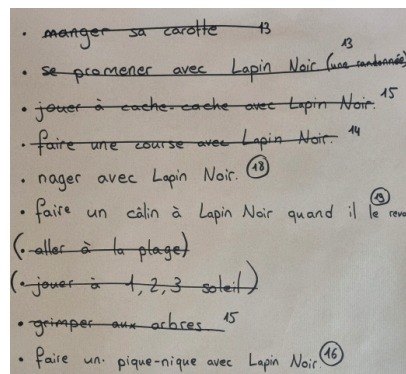 • manger sa carotte 13
13
• se promener avec Lapin Noir (une randonnée)
• jouer à cache-cache avec Lapin Noir. 15
• faire une course avec Lapin Noir. 14
• nager avec Lapin Noir. 18
• faire un câlin à Lapin Noir quand il le
(• aller à la plage)
(• jouer à 1, 2, 3 soleil)
• grimper aux arbres 15
• faire un pique-nique avec Lapin Noir. 16